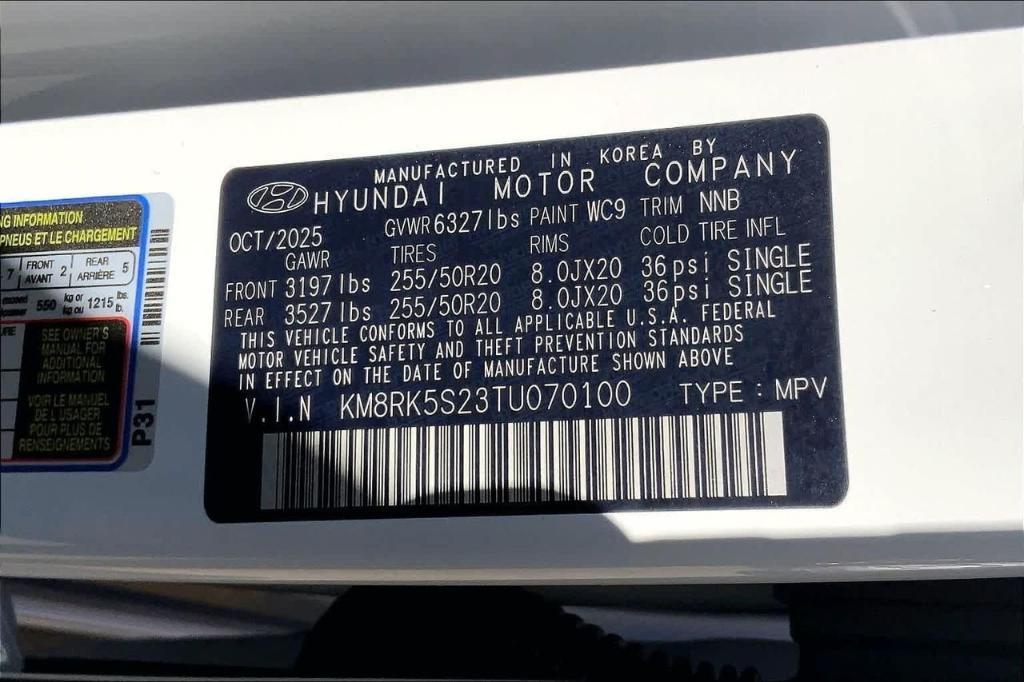 MANUFACTURED IN KOREA BY
HYUNDAI MOTOR COMPANY
OCT/2025 GVWR 6327 lbs PAINT WC9 TRIM NNB
GAWR TIRES RIMS COLD TIRE INFL
FRONT 3197 lbs 255/50R20 8.0JX20 36 psi SINGLE
REAR 3527 lbs 255/50R20 8.0JX20 36 psi SINGLE
THIS VEHICLE CONFORMS TO ALL APPLICABLE U.S.A. FEDERAL
MOTOR VEHICLE SAFETY AND THEFT PREVENTION STANDARDS
IN EFFECT ON THE DATE OF MANUFACTURE SHOWN ABOVE
V.I.N KM8RK5S23TU070100 TYPE : MPV
INFORMATION
PNEUS ET LE CHARGEMENT
7 FRONT AVANT 2 REAR ARRIÈRE 5
550 kg or kg ou 1215 lbs. lb.
SEE OWNER'S
MANUAL FOR
ADDITIONAL
INFORMATION
VOIR LE MANUEL
DE L'USAGER
POUR PLUS DE
RENSEIGNEMENTS
P31